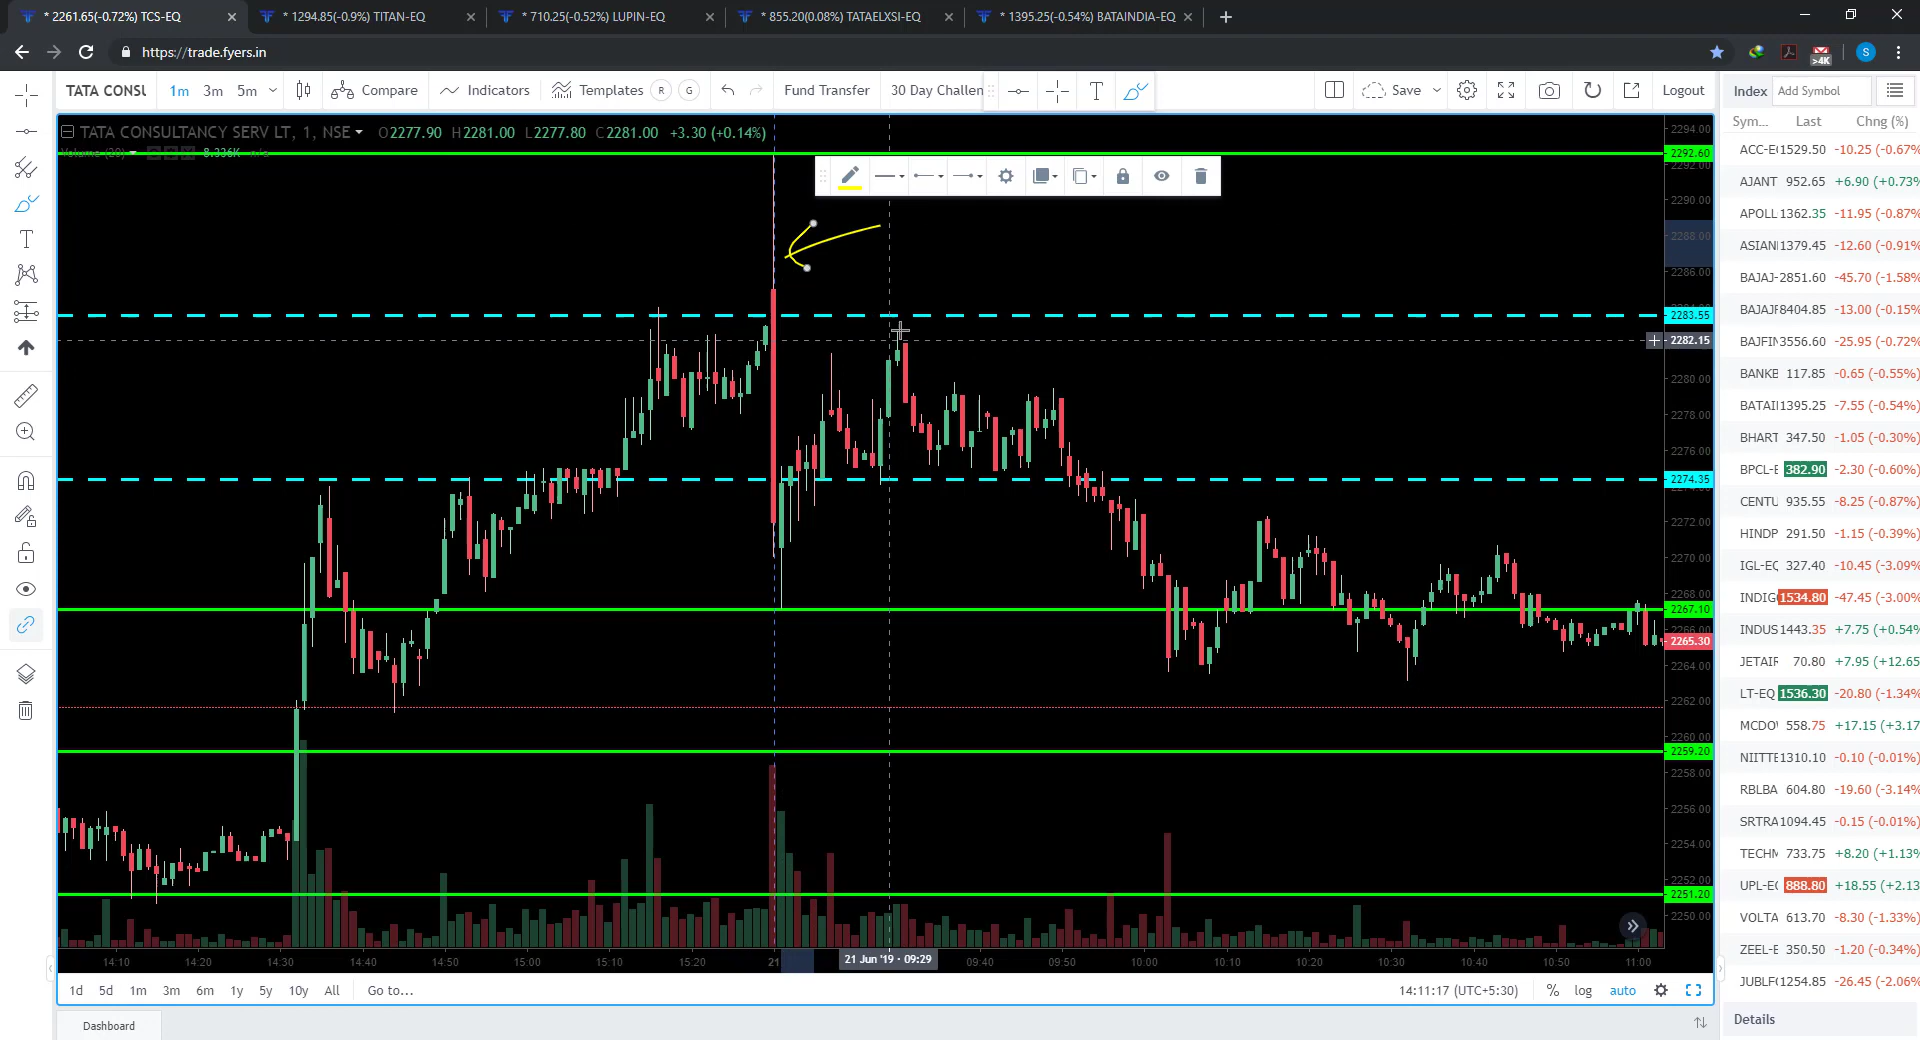 * 2261.65(-0.72%) TCS-EQ
* 1294.85(-0.9%) TITAN-EQ
* 710.25(-0.52%) LUPIN-EQ
* 855.20(0.08%) TATAELXSI-EQ
* 1395.25(-0.54%) BATAINDIA-EQ
https://trade.fyers.in
>4K
S
TATA CONSU
1m 3m 5m
Compare
Indicators
Templates R G
Fund Transfer
30 Day Challen
Save
Logout
Index
Add Symbol
TATA CONSULTANCY SERV LT, 1, NSE O2277.90 H2281.00 L2277.80 C2281.00 +3.30 (+0.14%)
Volume (20) 8.336K n/a
Sym... Last Chng (%)
ACC-E 1529.50 -10.25 (-0.67%
AJANT 952.65 +6.90 (+0.73%
APOLL 1362.35 -11.95 (-0.87%
ASIAN 1379.45 -12.60 (-0.91%
BAJAJ- 2851.60 -45.70 (-1.58%
BAJAJF 8404.85 -13.00 (-0.15%
BAJFIN 3556.60 -25.95 (-0.72%
BANKB 117.85 -0.65 (-0.55%)
BATAI 1395.25 -7.55 (-0.54%)
BHART 347.50 -1.05 (-0.30%)
BPCL-E 382.90 -2.30 (-0.60%)
CENTU 935.55 -8.25 (-0.87%)
HINDP 291.50 -1.15 (-0.39%)
IGL-EC 327.40 -10.45 (-3.09%
INDIG 1534.80 -47.45 (-3.00%
INDUS 1443.35 +7.75 (+0.54%
JETAIR 70.80 +7.95 (+12.65
LT-EQ 1536.30 -20.80 (-1.34%
MCDOW 558.75 +17.15 (+3.17
NIITTE 1310.10 -0.10 (-0.01%)
RBLBA 604.80 -19.60 (-3.14%
SRTRA 1094.45 -0.15 (-0.01%)
TECHM 733.75 +8.20 (+1.13%
UPL-EC 888.80 +18.55 (+2.13
VOLTA 613.70 -8.30 (-1.33%)
ZEEL-E 350.50 -1.20 (-0.34%)
JUBLF 1254.85 -26.45 (-2.06%
Details
2294.00
2292.60
2292.00
2290.00
2288.00
2286.00
2283.55
2282.15
2280.00
2278.00
2276.00
2274.35
2272.00
2270.00
2268.00
2267.10
2266.00
2265.30
2264.00
2262.00
2260.00
2259.20
2258.00
2256.00
2254.00
2252.00
2251.20
2250.00
14:10 14:20 14:30 14:40 14:50 15:00 15:10 15:20 21 21 Jun '19 - 09:29 09:40 09:50 10:00 10:10 10:20 10:30 10:40 10:50 11:00
1d 5d 1m 3m 6m 1y 5y 10y All Go to...
14:11:17 (UTC+5:30) % log auto
Dashboard